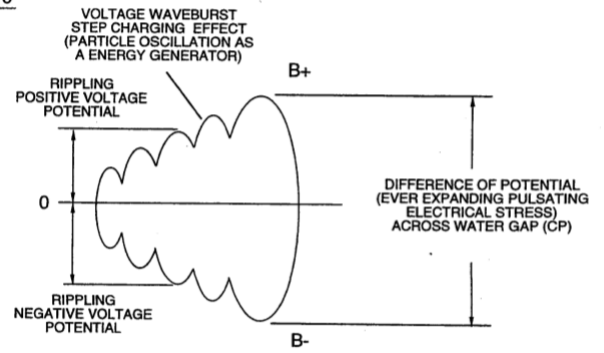 VOLTAGE WAVEBURST
STEP CHARGING EFFECT
(PARTICLE OSCILLATION AS
A ENERGY GENERATOR)
B+
RIPPLING
POSITIVE VOLTAGE
POTENTIAL
0
DIFFERENCE OF POTENTIAL
(EVER EXPANDING PULSATING
ELECTRICAL STRESS)
ACROSS WATER GAP (CP)
RIPPLING
NEGATIVE VOLTAGE
POTENTIAL
B-